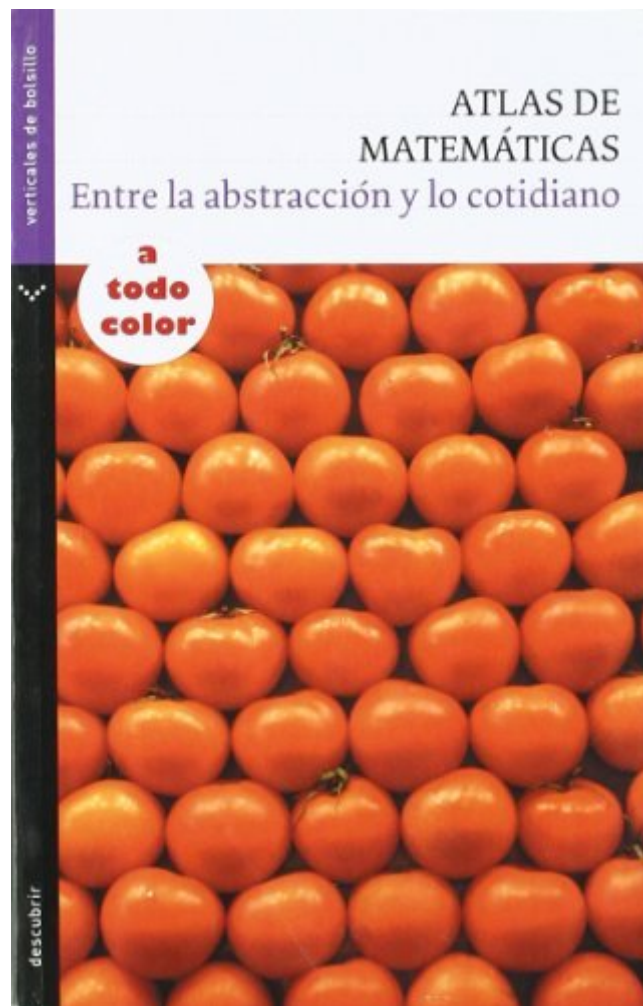 verticales de bolsillo
ATLAS DE
MATEMÁTICAS
Entre la abstracción y lo cotidiano
a
todo
color
descubrir